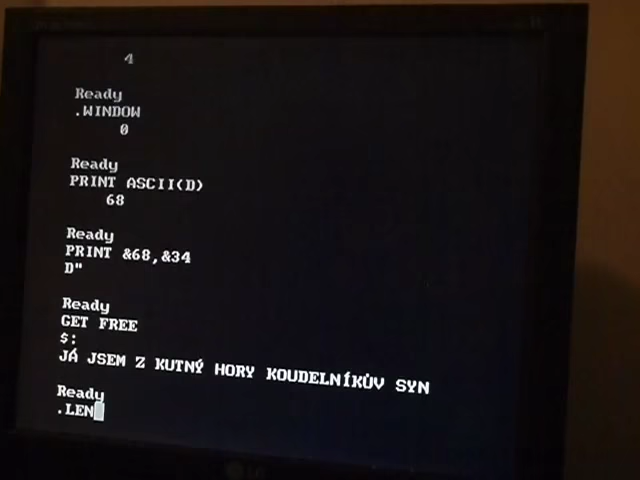 4
Ready
.WINDOW
0
Ready
PRINT ASCII(D)
68
Ready
PRINT &68,&34
D"
Ready
GET FREE
$:
JÁ JSEM Z KUTNÝ HORY KOUDELNÍKŮV SYN
Ready
.LEN